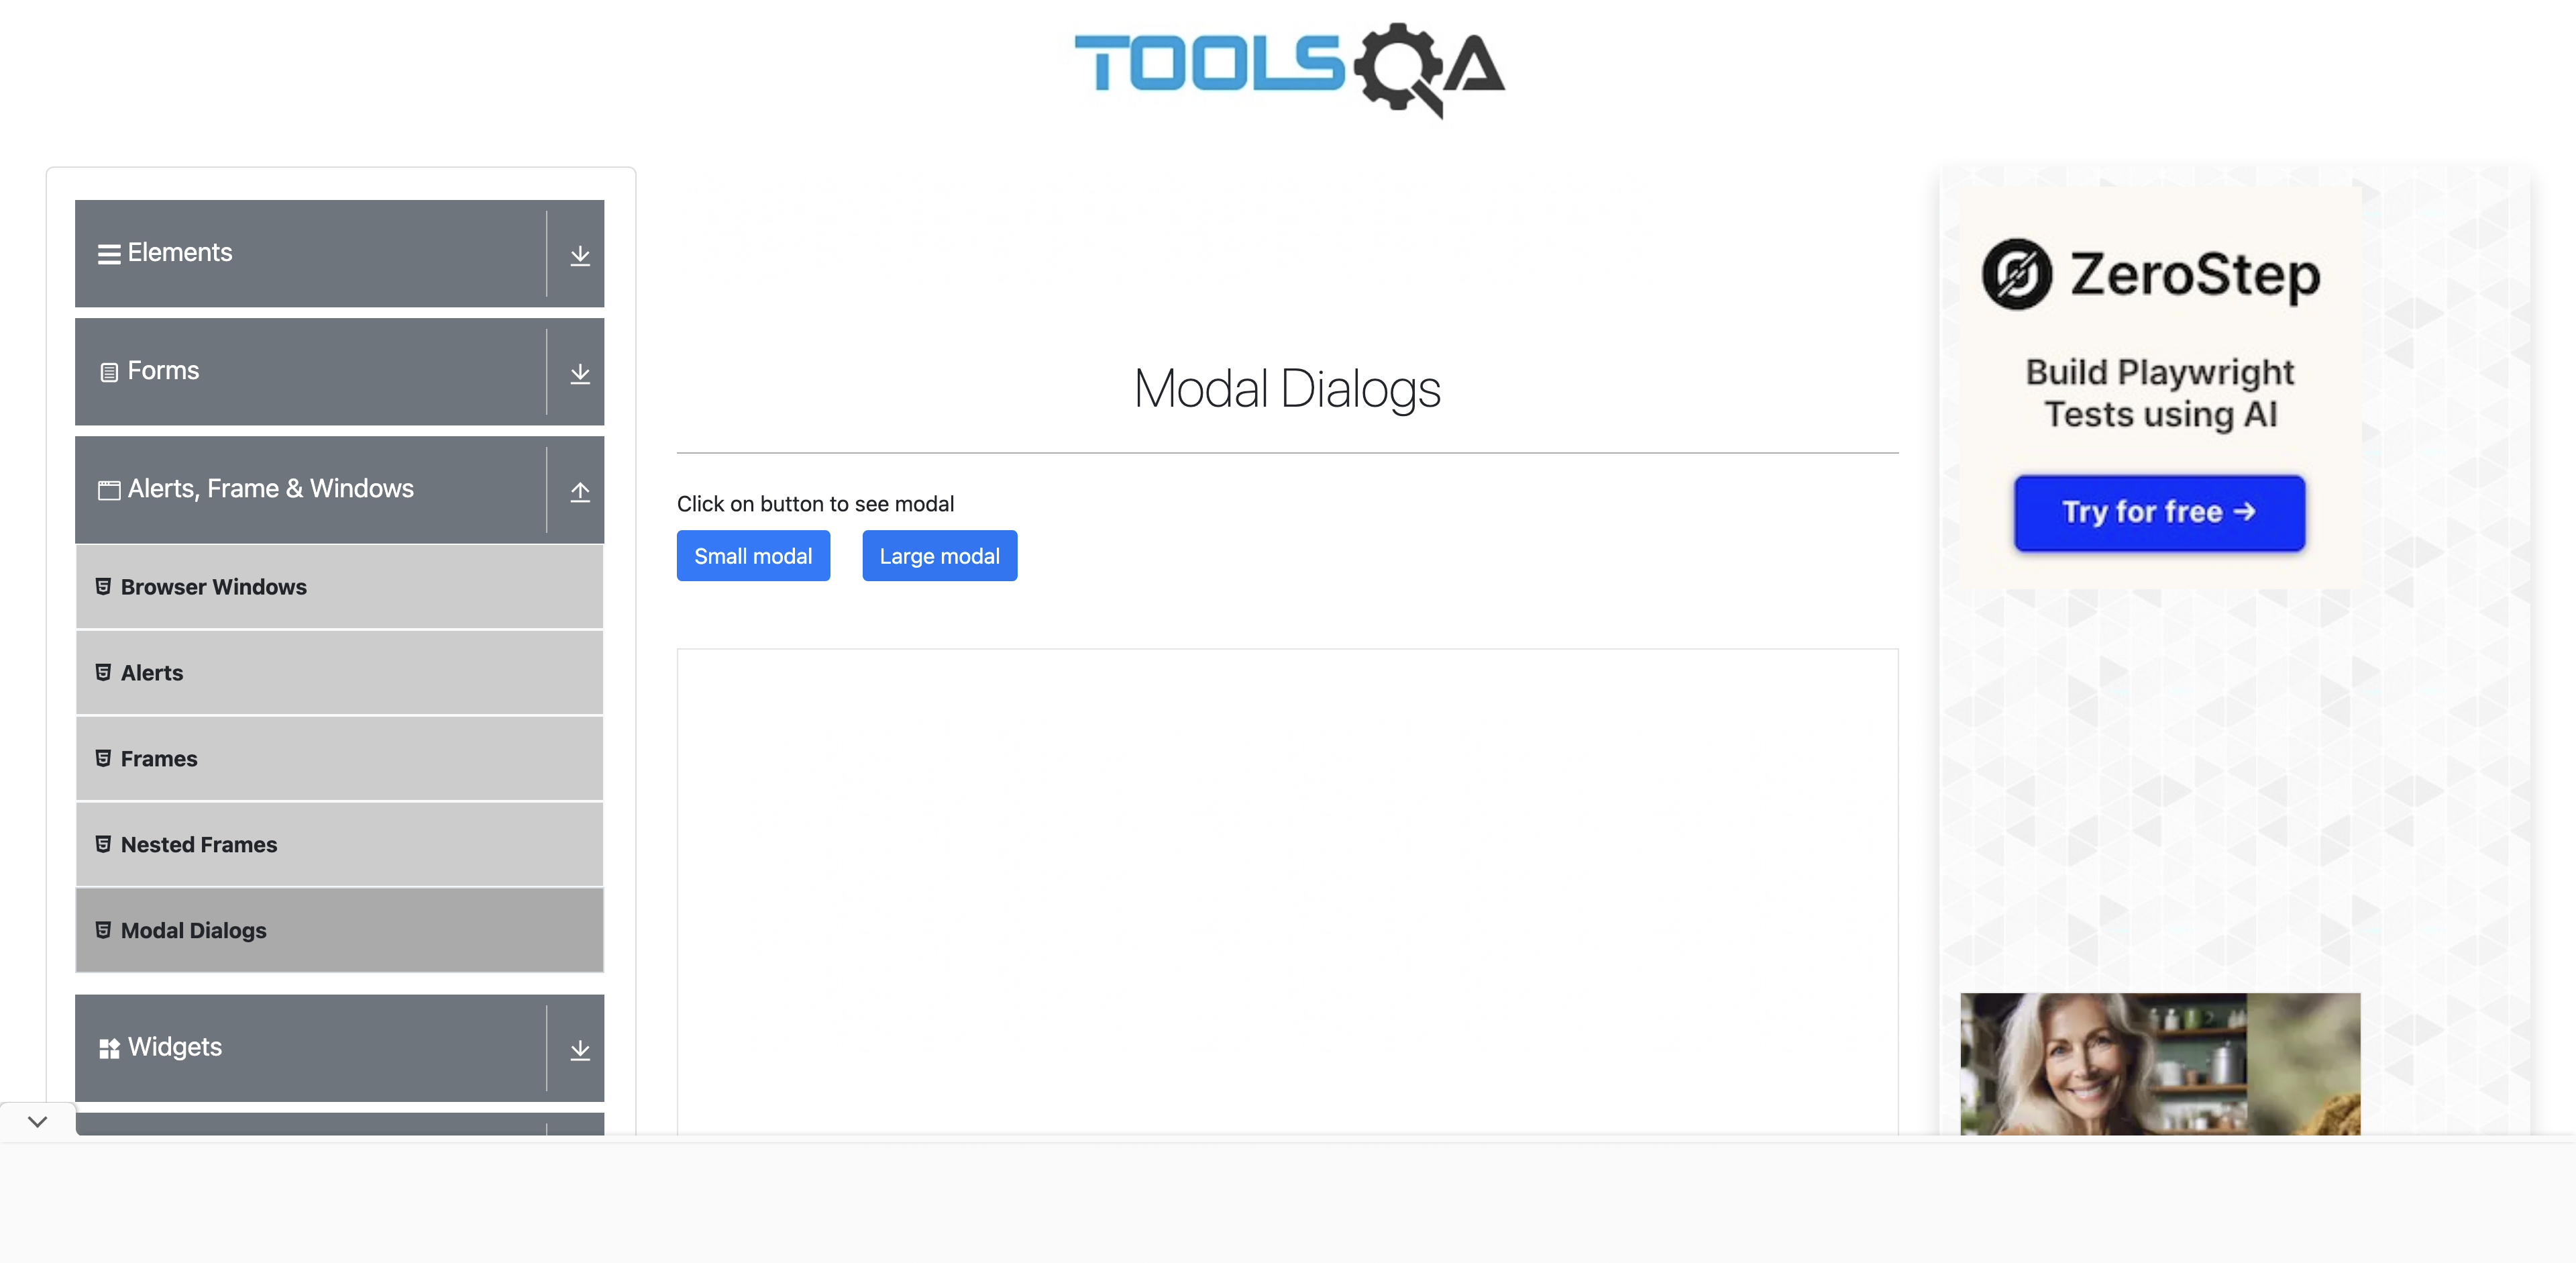 TOOLSQA
Elements
Forms
Alerts, Frame & Windows
Browser Windows
Alerts
Frames
Nested Frames
Modal Dialogs
Widgets
Modal Dialogs
Click on button to see modal
Small modal
Large modal
ZeroStep
Build Playwright
Tests using AI
Try for free →